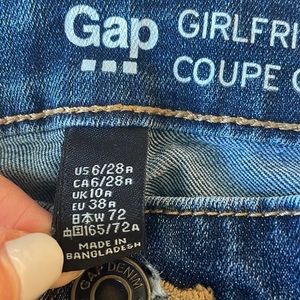 Gap
GIRLFRI
COUPE
US 6/28R
CA 6/28R
UK 10R
EU 38R
日本 W 72
中国 165/72A
MADE IN
BANGLADESH
GAP DENIM